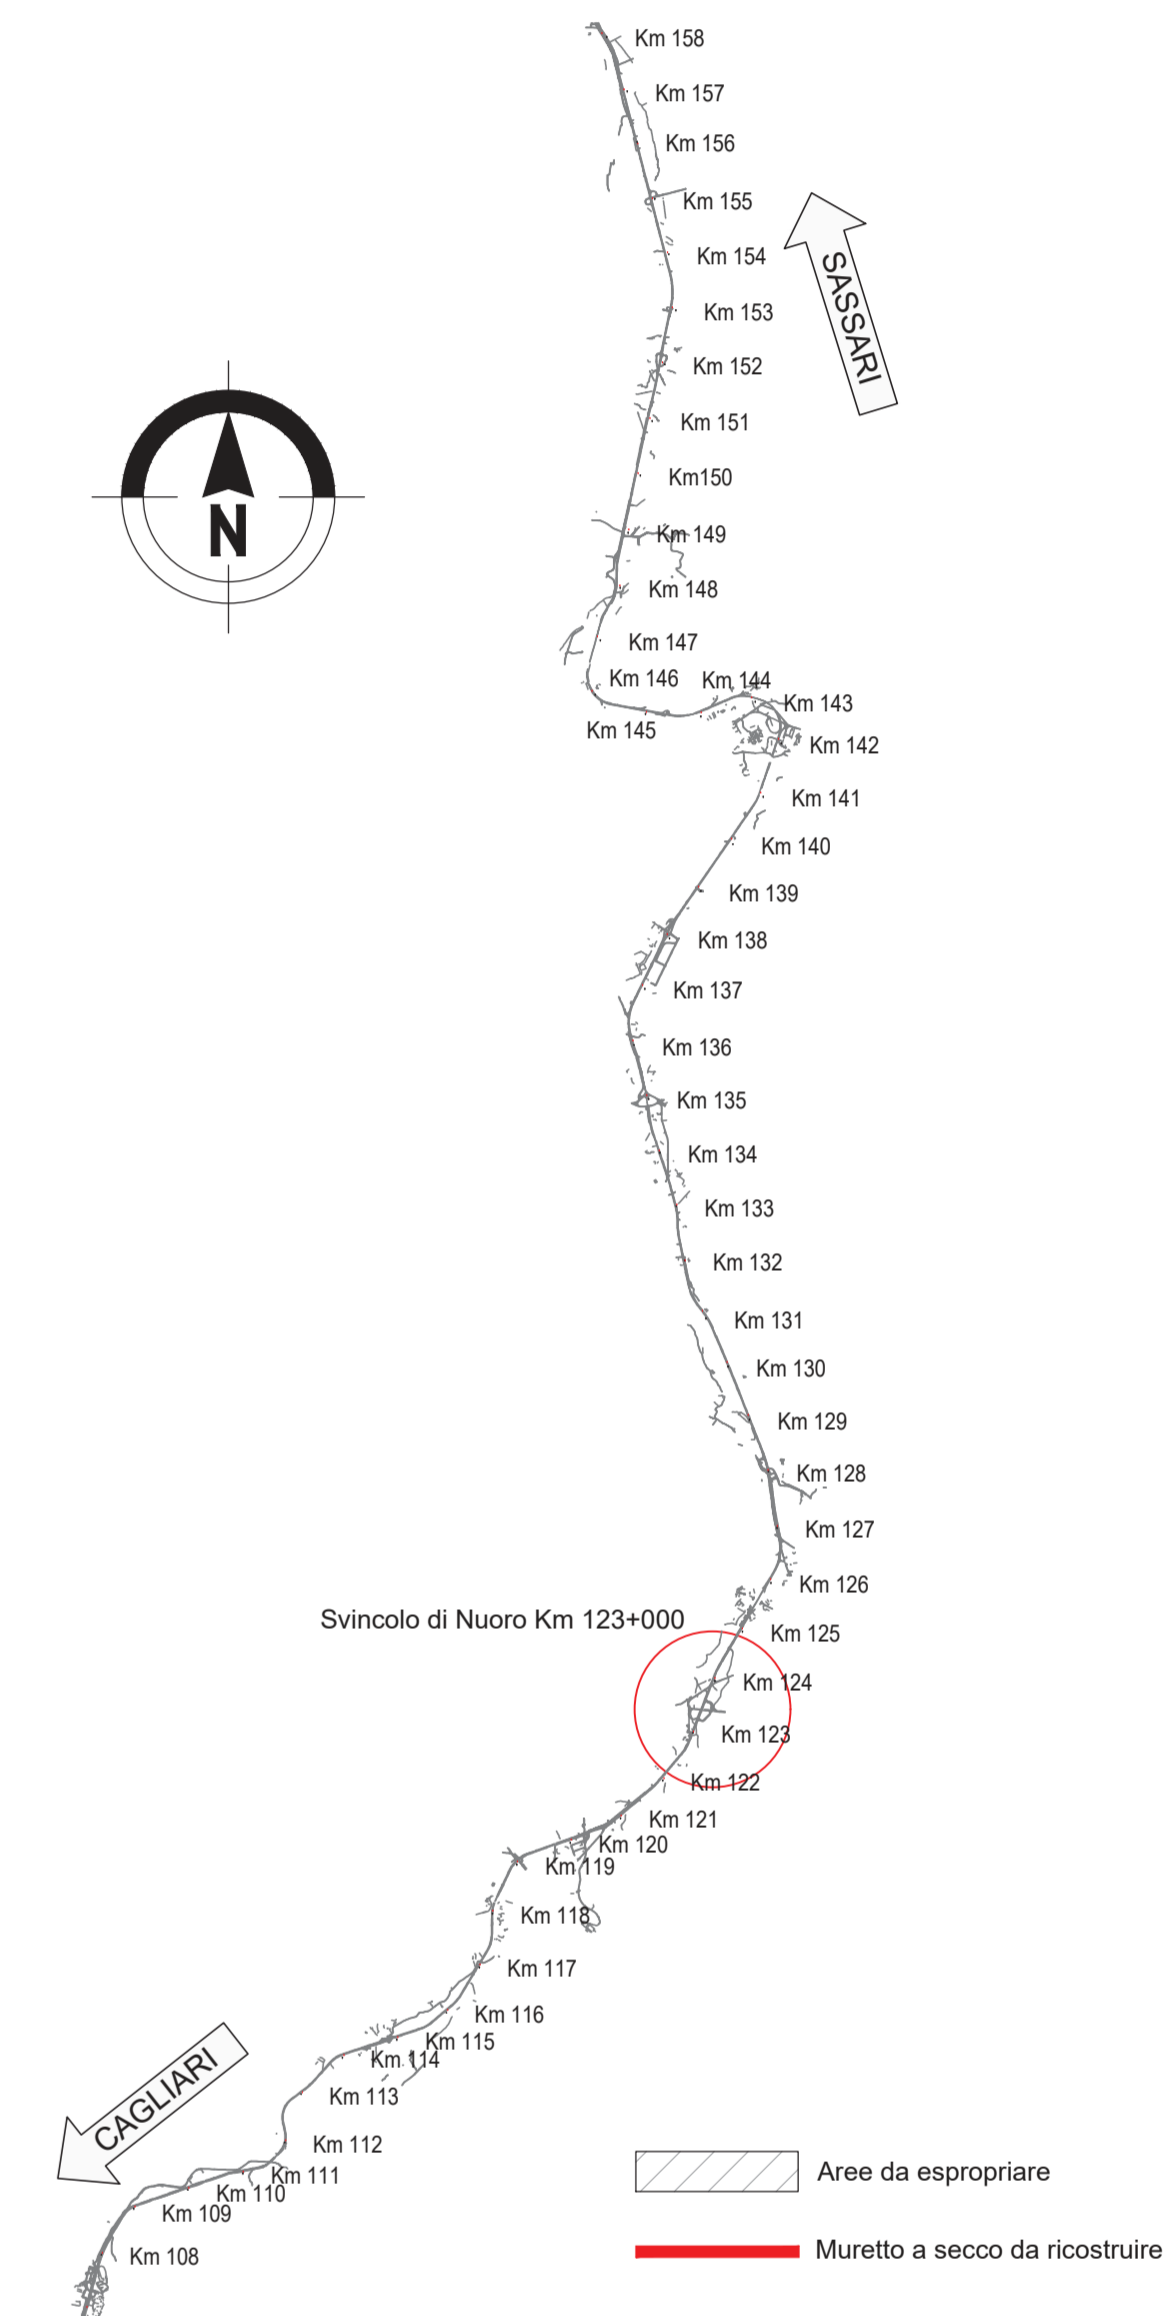 Km 158
Km 157
Km 156
Km 155
Km 154
SASSARI
Km 153
Km 152
Km 151
Km150
N
Km 149
Km 148
Km 147
Km 146
Km 144
Km 143
Km 145
Km 142
Km 141
Km 140
Km 139
Km 138
Km 137
Km 136
Km 135
Km 134
Km 133
Km 132
Km 131
Km 130
Km 129
Km 128
Km 127
Km 126
Svincolo di Nuoro Km 123+000
Km 125
Km 124
Km 123
Km 122
Km 121
Km 120
Km 119
Km 118
Km 117
Km 116
Km 115
Km 114
Km 113
CAGLIARI
Km 112
Km 111
Km 110
Km 109
Km 108
Aree da espropriare
Muretto a secco da ricostruire